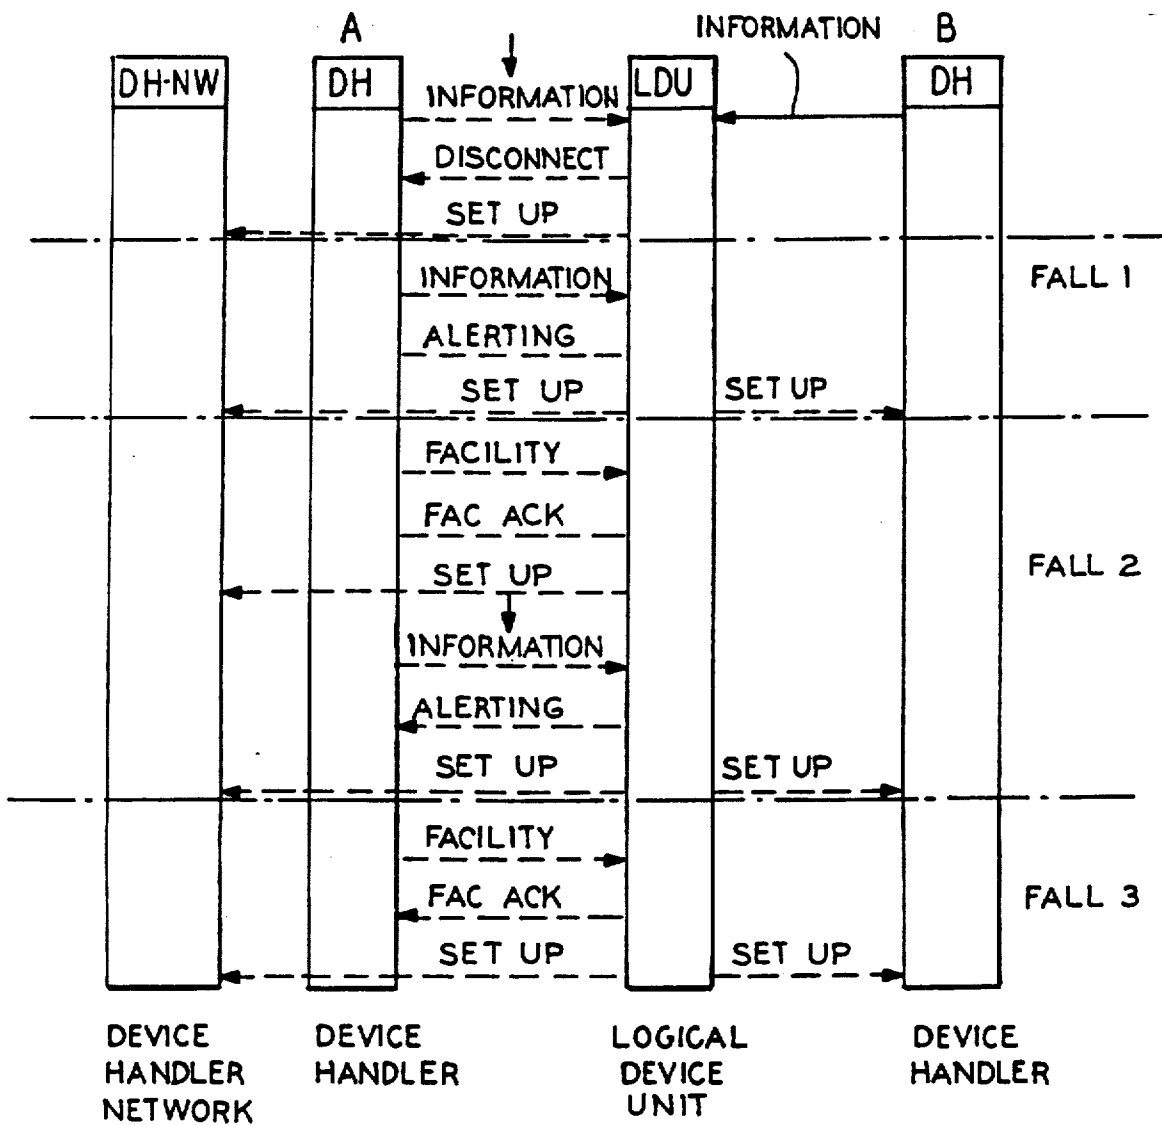 A
INFORMATION
B
DH-NW
DH
LDU
DH
INFORMATION
DISCONNECT
SET UP
INFORMATION
FALL 1
ALERTING
SET UP
SET UP
FACILITY
FAC ACK
FALL 2
SET UP
INFORMATION
ALERTING
SET UP
SET UP
FACILITY
FAC ACK
FALL 3
SET UP
SET UP
DEVICE
HANDLER
NETWORK
DEVICE
HANDLER
LOGICAL
DEVICE
UNIT
DEVICE
HANDLER